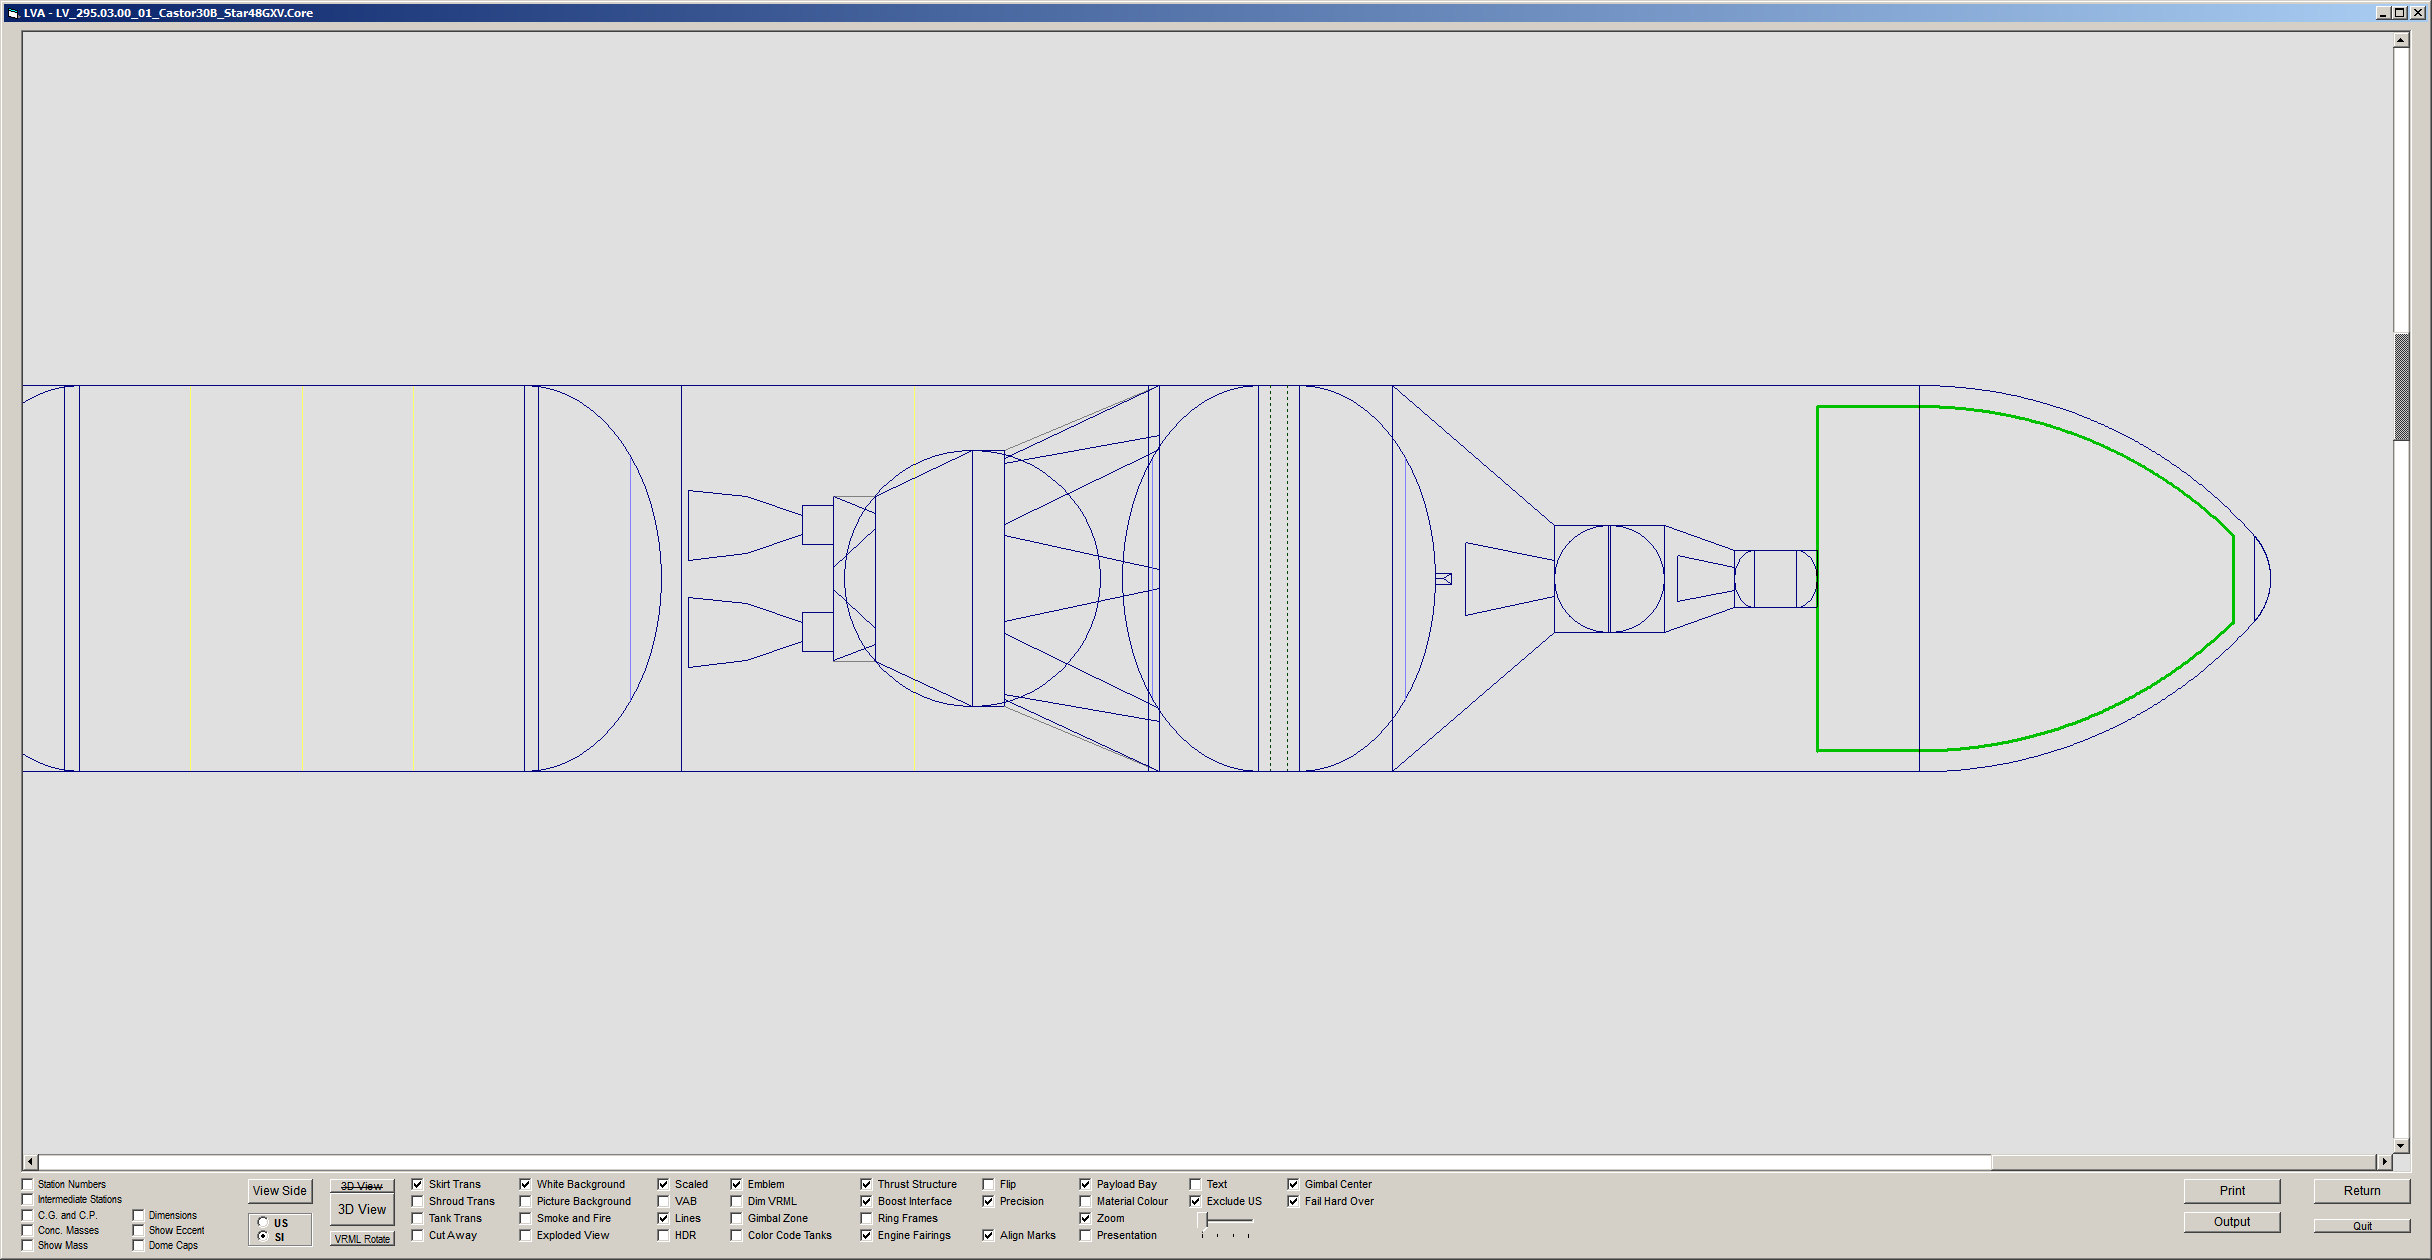 LVA - LV_295.03.00_01_Castor30B_Star48GXV.Core
Station Numbers
Intermediate Stations
C.G. and C.P.
Dimensions
Conc. Masses
Show Eccent
Show Mass
Dome Caps
View Side
US
SI
3D View
3D View
VRML Rotate
Skirt Trans
Shroud Trans
Tank Trans
Cut Away
White Background
Picture Background
Smoke and Fire
Exploded View
Scaled
VAB
Lines
HDR
Emblem
Dim VRML
Gimbal Zone
Color Code Tanks
Thrust Structure
Boost Interface
Ring Frames
Engine Fairings
Flip
Precision
Align Marks
Payload Bay
Material Colour
Zoom
Presentation
Text
Exclude US
Gimbal Center
Fail Hard Over
Print
Output
Return
Quit